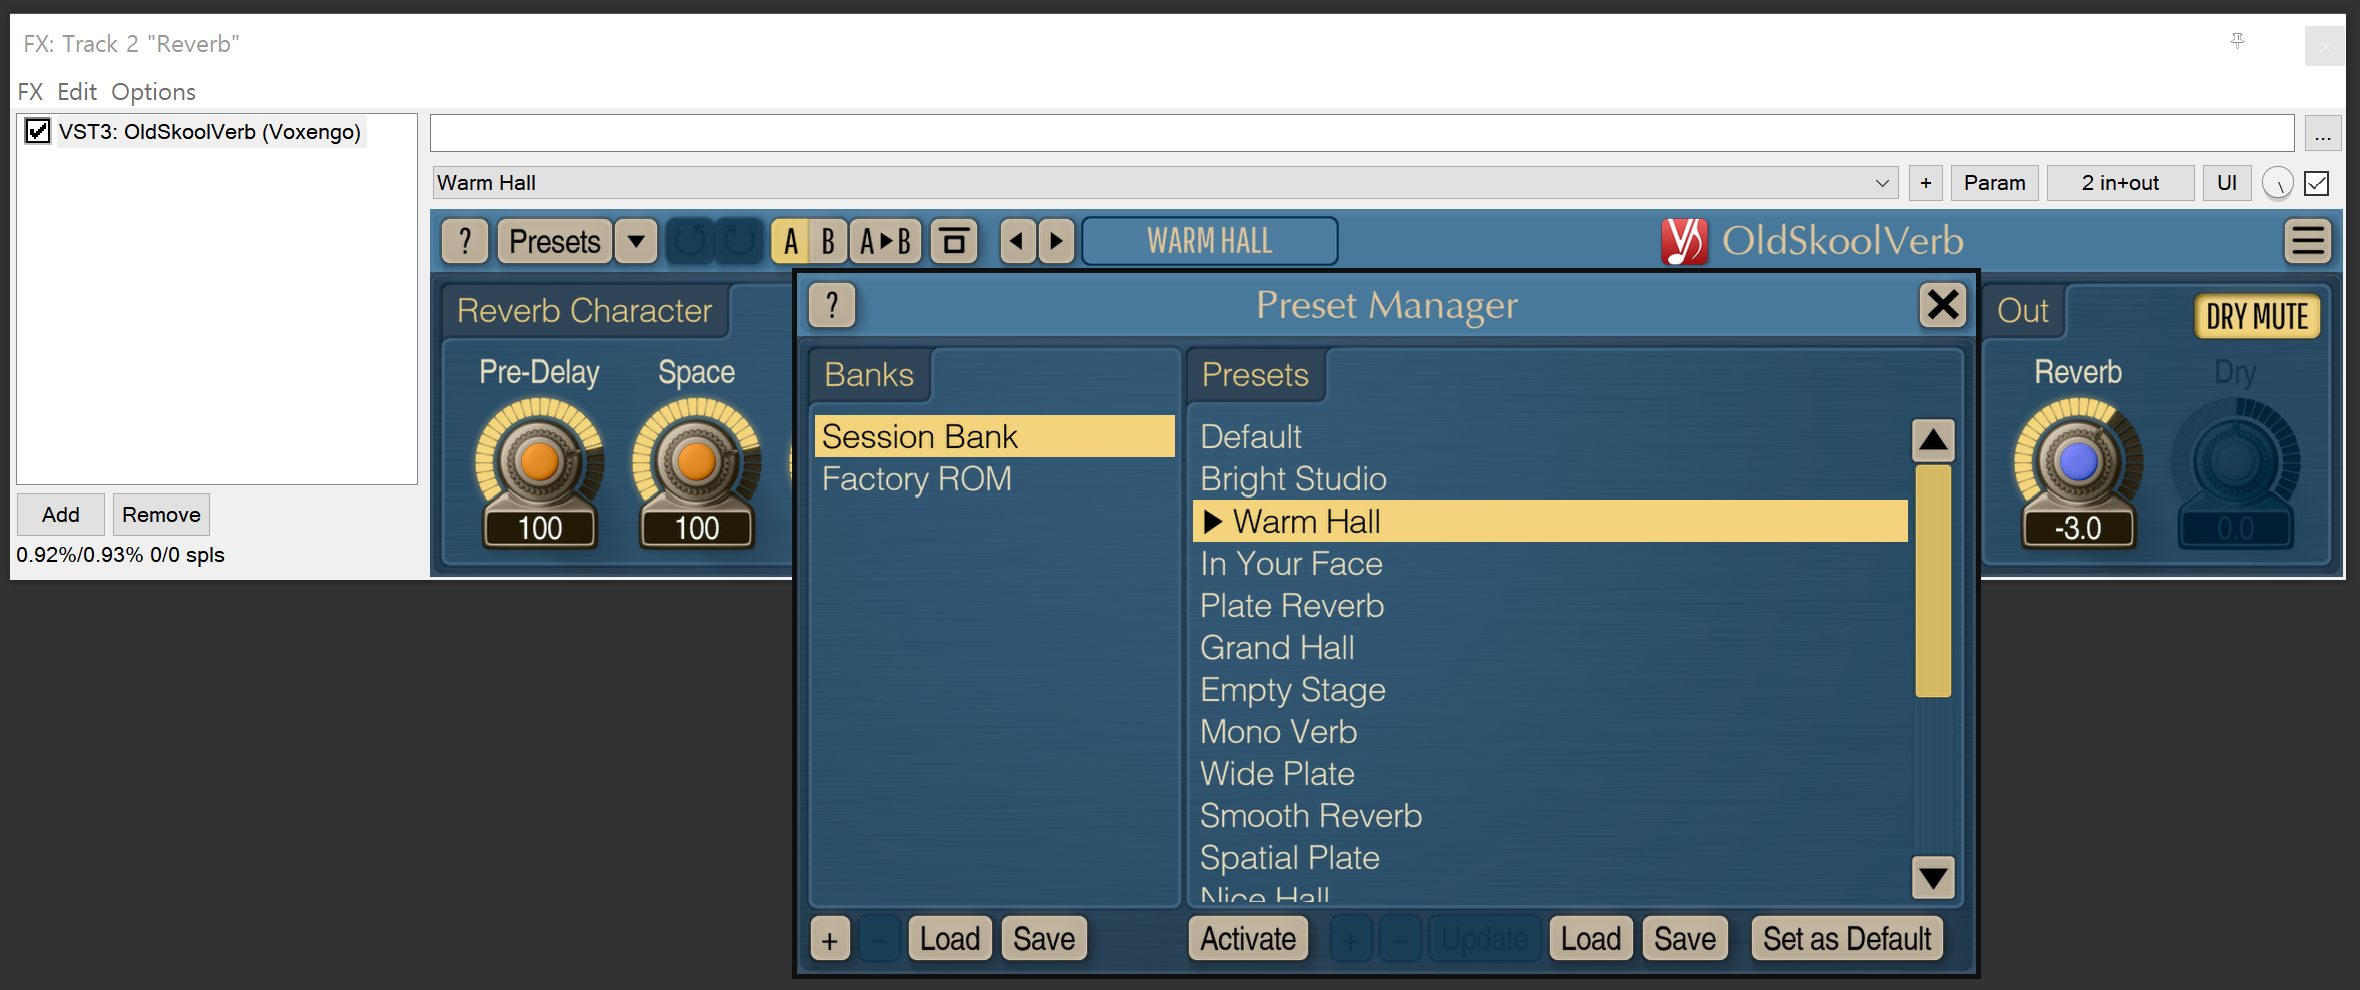 FX: Track 2 "Reverb"
FX Edit Options
VST3: OldSkoolVerb (Voxengo)
...
Warm Hall
+ Param 2 in+out UI
? Presets A B A▶B WARM HALL OldSkoolVerb
Reverb Character
Pre-Delay Space
100 100
? Preset Manager
Banks
Session Bank
Factory ROM
Presets
Default
Bright Studio
Warm Hall
In Your Face
Plate Reverb
Grand Hall
Empty Stage
Mono Verb
Wide Plate
Smooth Reverb
Spatial Plate
Nice Hall
+ - Load Save
Activate + - Update Load Save Set as Default
Out DRY MUTE
Reverb Dry
-3.0 0.0
Add Remove
0.92%/0.93% 0/0 spls